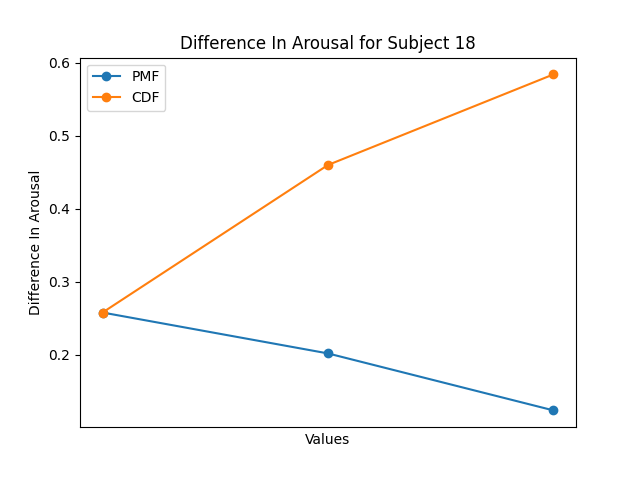 Difference In Arousal for Subject 18
PMF
CDF
0.6
0.5
0.4
0.3
0.2
Difference In Arousal
Values